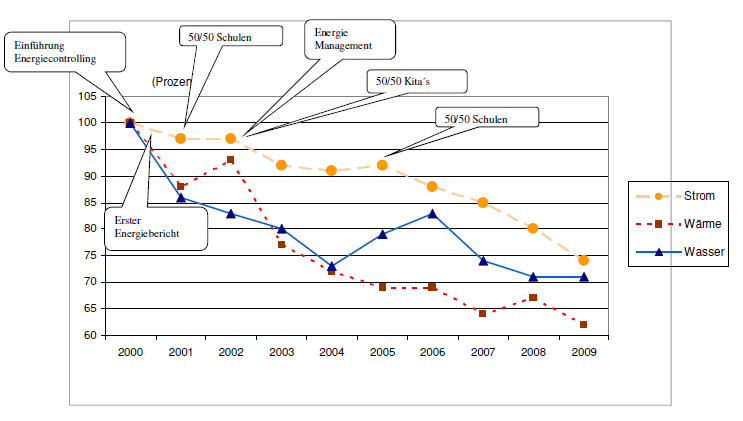 Einführung
Energiecontrolling
50/50 Schulen
Energie
Management
50/50 Kita´s
50/50 Schulen
(Prozen
Erster
Energiebericht
105
100
95
90
85
80
75
70
65
60
2000 2001 2002 2003 2004 2005 2006 2007 2008 2009
Strom
Wärme
Wasser